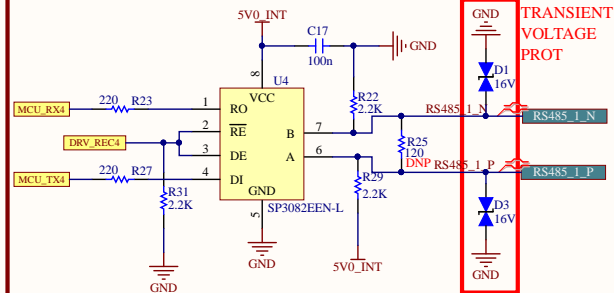 GND
TRANSIENT
VOLTAGE
PROT
5V0_INT
C17
100n
GND
D1
16V
8
U4
VCC
R22
2.2K
MCU_RX4
220
R23
1
RO
RE
2
B
7
RS485_1_N
RS485_1_N
DRV_REC4
3
DE
A
6
R25
120
DNP
RS485_1_P
RS485_1_P
MCU_TX4
220
R27
4
DI
GND
R29
2.2K
R31
2.2K
5
SP3082EEN-L
D3
16V
GND
GND
5V0_INT
GND